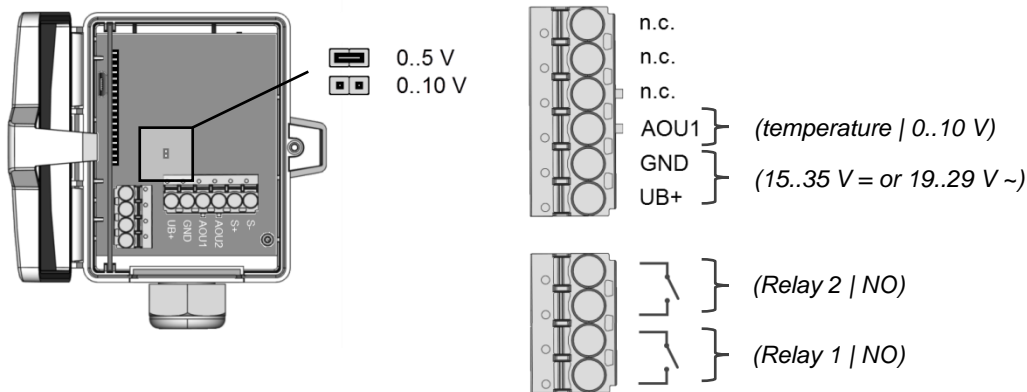 0..5 V
0..10 V
UB+
GND
AOU1
AOU2
S+
S-
n.c.
n.c.
n.c.
AOU1 (temperature | 0..10 V)
GND
UB+
(15..35 V = or 19..29 V ~)
(Relay 2 | NO)
(Relay 1 | NO)